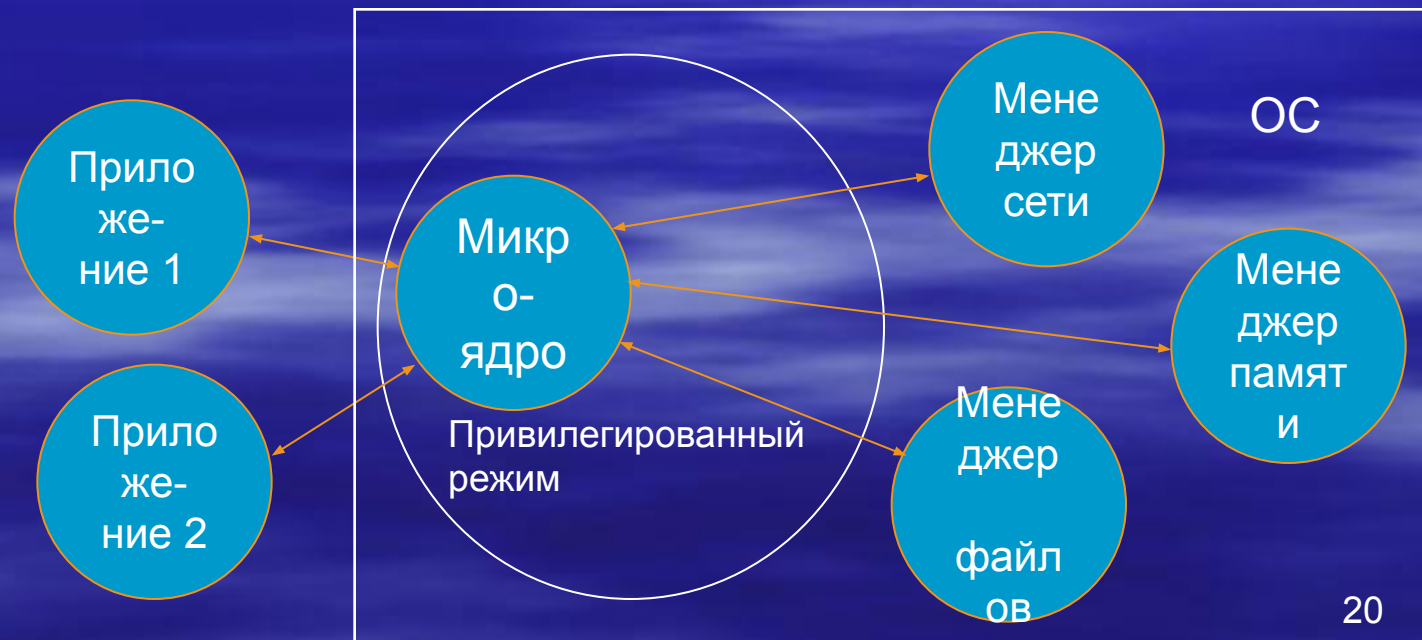 Прило
же-
ние 1
Прило
же-
ние 2
Микр
о-
ядро
Привилегированный
режим
Мене
джер
сети
ОС
Мене
джер
памят
и
Мене
джер
файл
ов
20